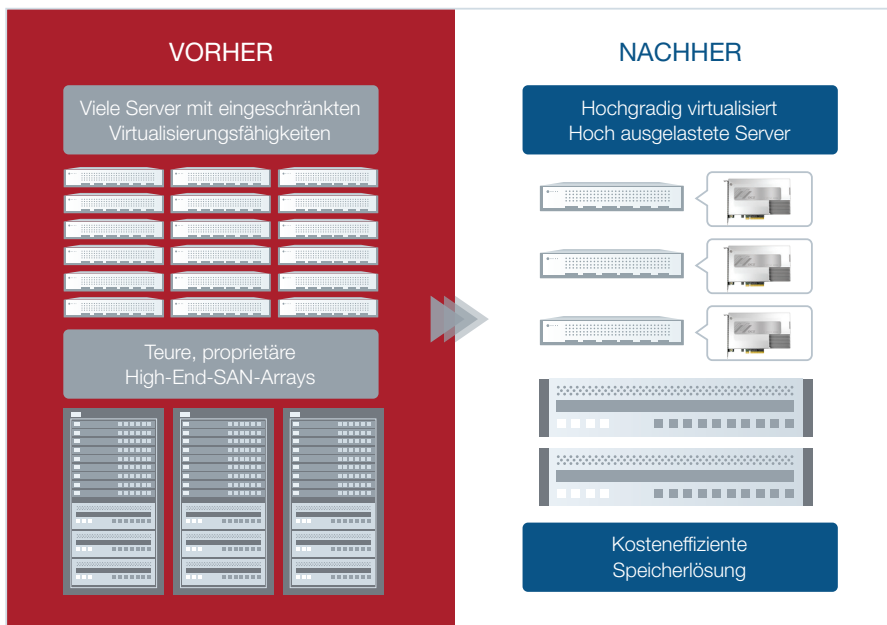 VORHER
Viele Server mit eingeschränkten
Virtualisierungsfähigkeiten
Teure, proprietäre
High-End-SAN-Arrays
NACHHER
Hochgradig virtualisiert
Hoch ausgelastete Server
Kosteneffiziente
Speicherlösung